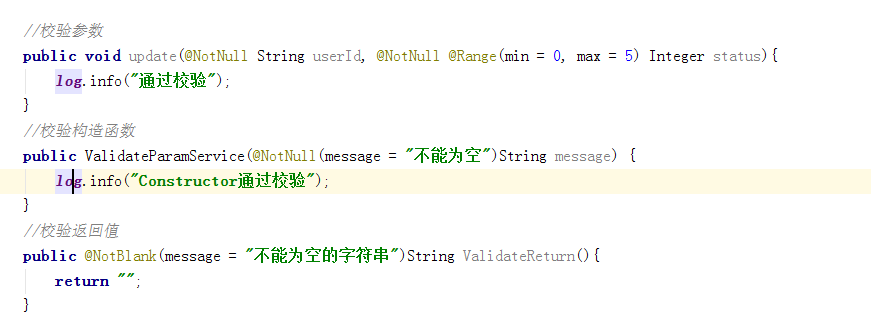 //校验参数
public void update(@NotNull String userId, @NotNull @Range(min = 0, max = 5) Integer status){
    log.info("通过校验");
}
//校验构造函数
public ValidateParamService(@NotNull(message = "不能为空")String message) {
    log.info("Constructor通过校验");
}
//校验返回值
public @NotBlank(message = "不能为空的字符串")String ValidateReturn(){
    return "";
}